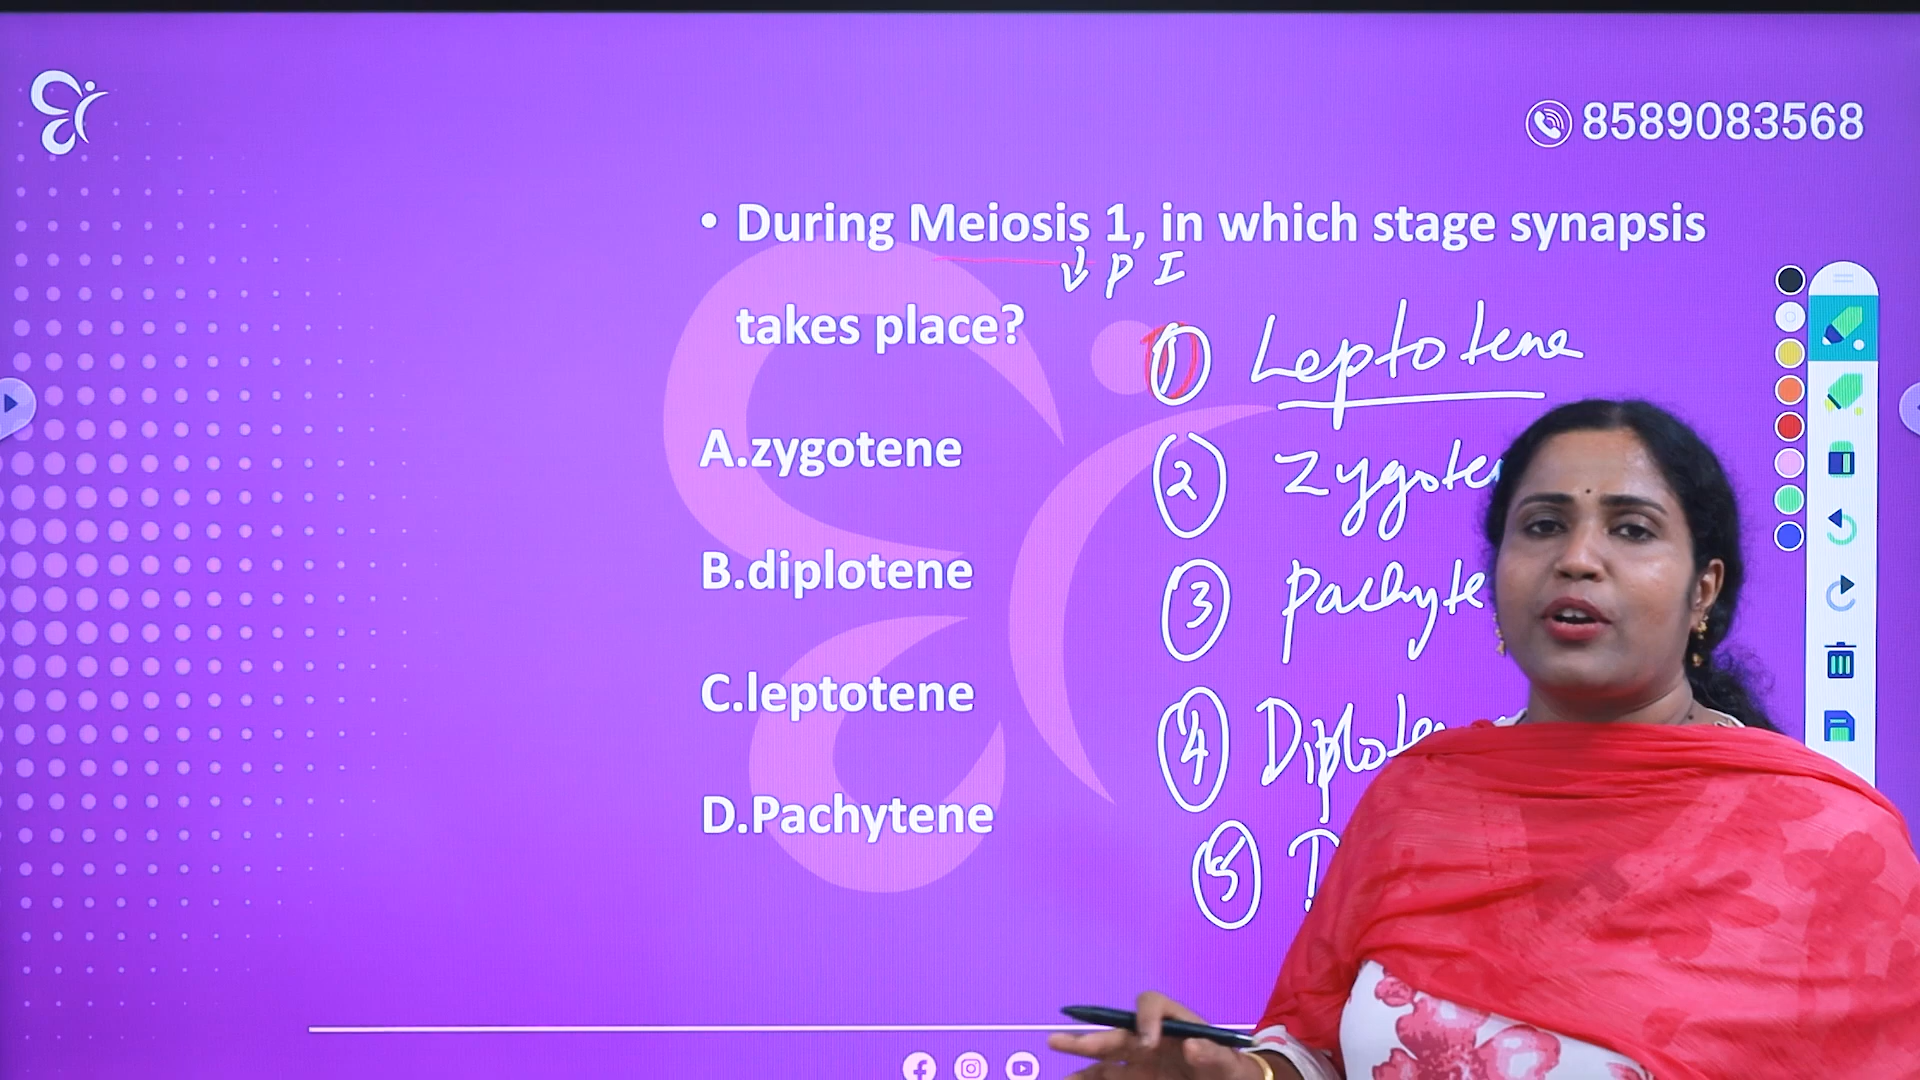 8589083568
• During Meiosis 1, in which stage synapsis
P I
takes place?
1 Leptotene
A.zygotene
2 Zygote
B.diplotene
3 Pachyte
C.leptotene
4 Diplote
D.Pachytene
5 D